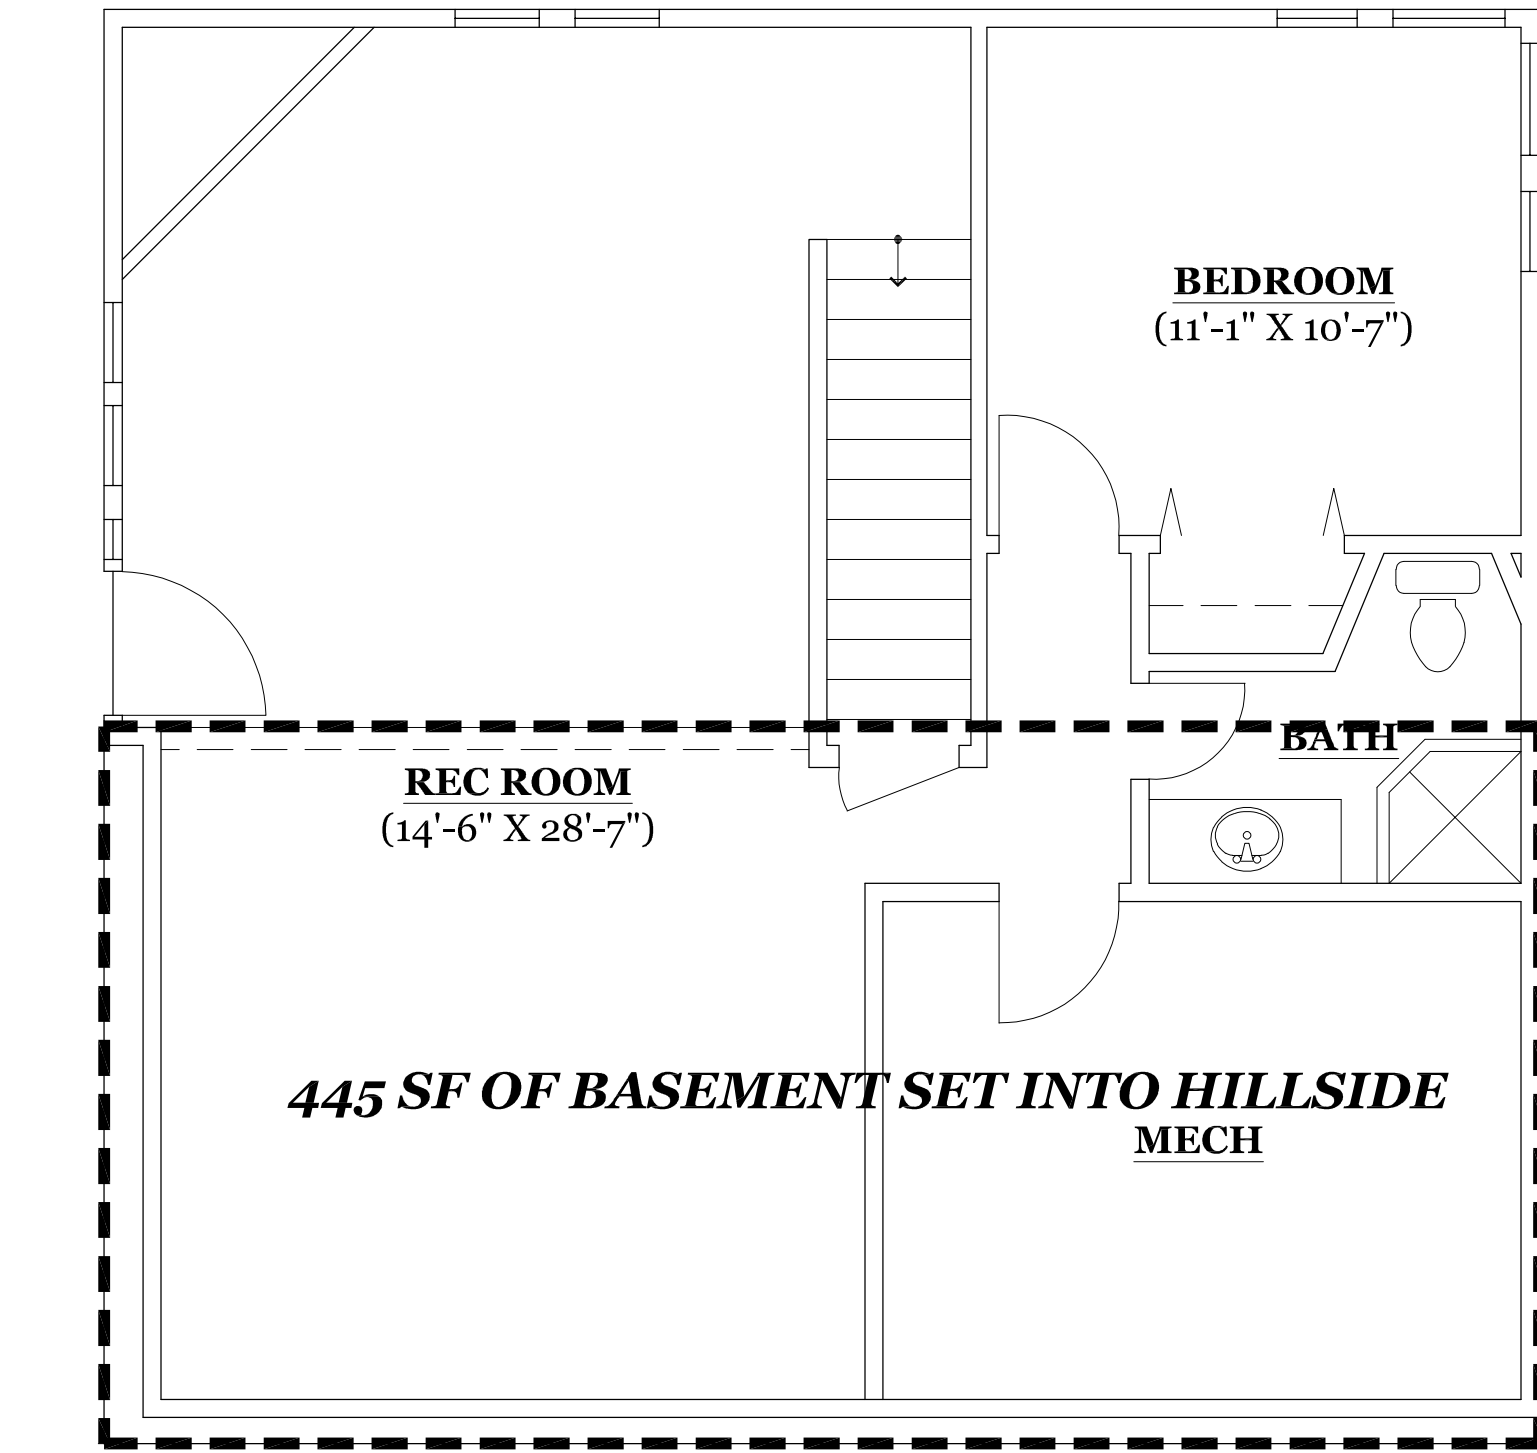 BEDROOM
(11'-1" X 10'-7")
BATH
REC ROOM
(14'-6" X 28'-7")
445 SF OF BASEMENT SET INTO HILLSIDE
MECH